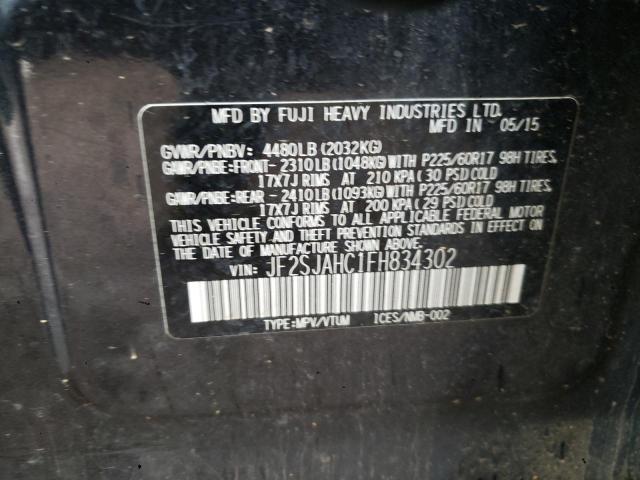 MFD BY FUJI HEAVY INDUSTRIES LTD.
MFD IN 05/15
GVWR/PNBV: 4480LB (2032KG)
GAWR/PNBE:FRONT- 2310LB (1048KG) WITH P225/60R17 98H TIRES,
17X7J RIMS AT 210 KPA (30 PSI) COLD
GAWR/PNBE:REAR - 2410LB (1093KG) WITH P225/60R17 98H TIRES,
17X7J RIMS AT 200 KPA (29 PSI) COLD
THIS VEHICLE CONFORMS TO ALL APPLICABLE FEDERAL MOTOR
VEHICLE SAFETY AND THEFT PREVENTION STANDARDS IN EFFECT ON
THE DATE OF MANUFACTURE SHOWN ABOVE.
VIN: JF2SJAHC1FH834302
TYPE:MPV/VTUM ICES/NMB-002